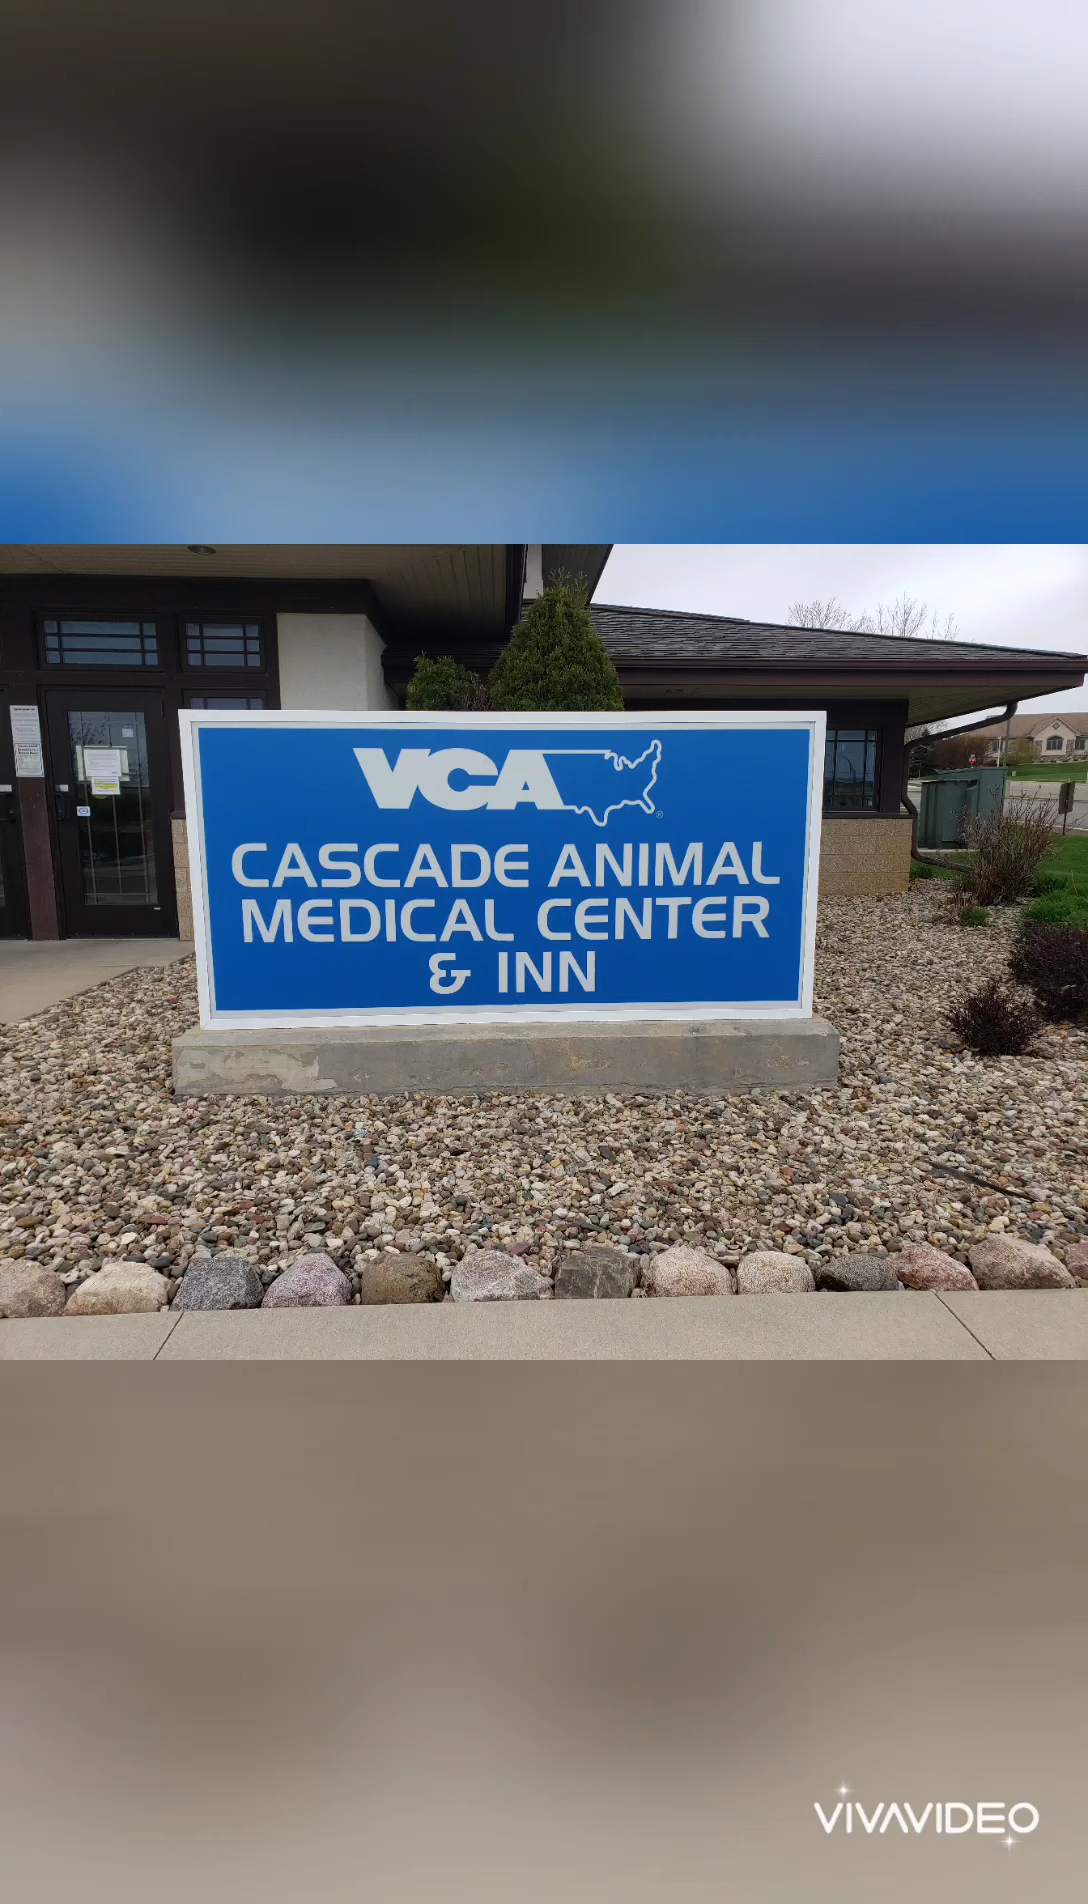 VCA
®
CASCADE ANIMAL
MEDICAL CENTER
& INN
VIVAVIDEO